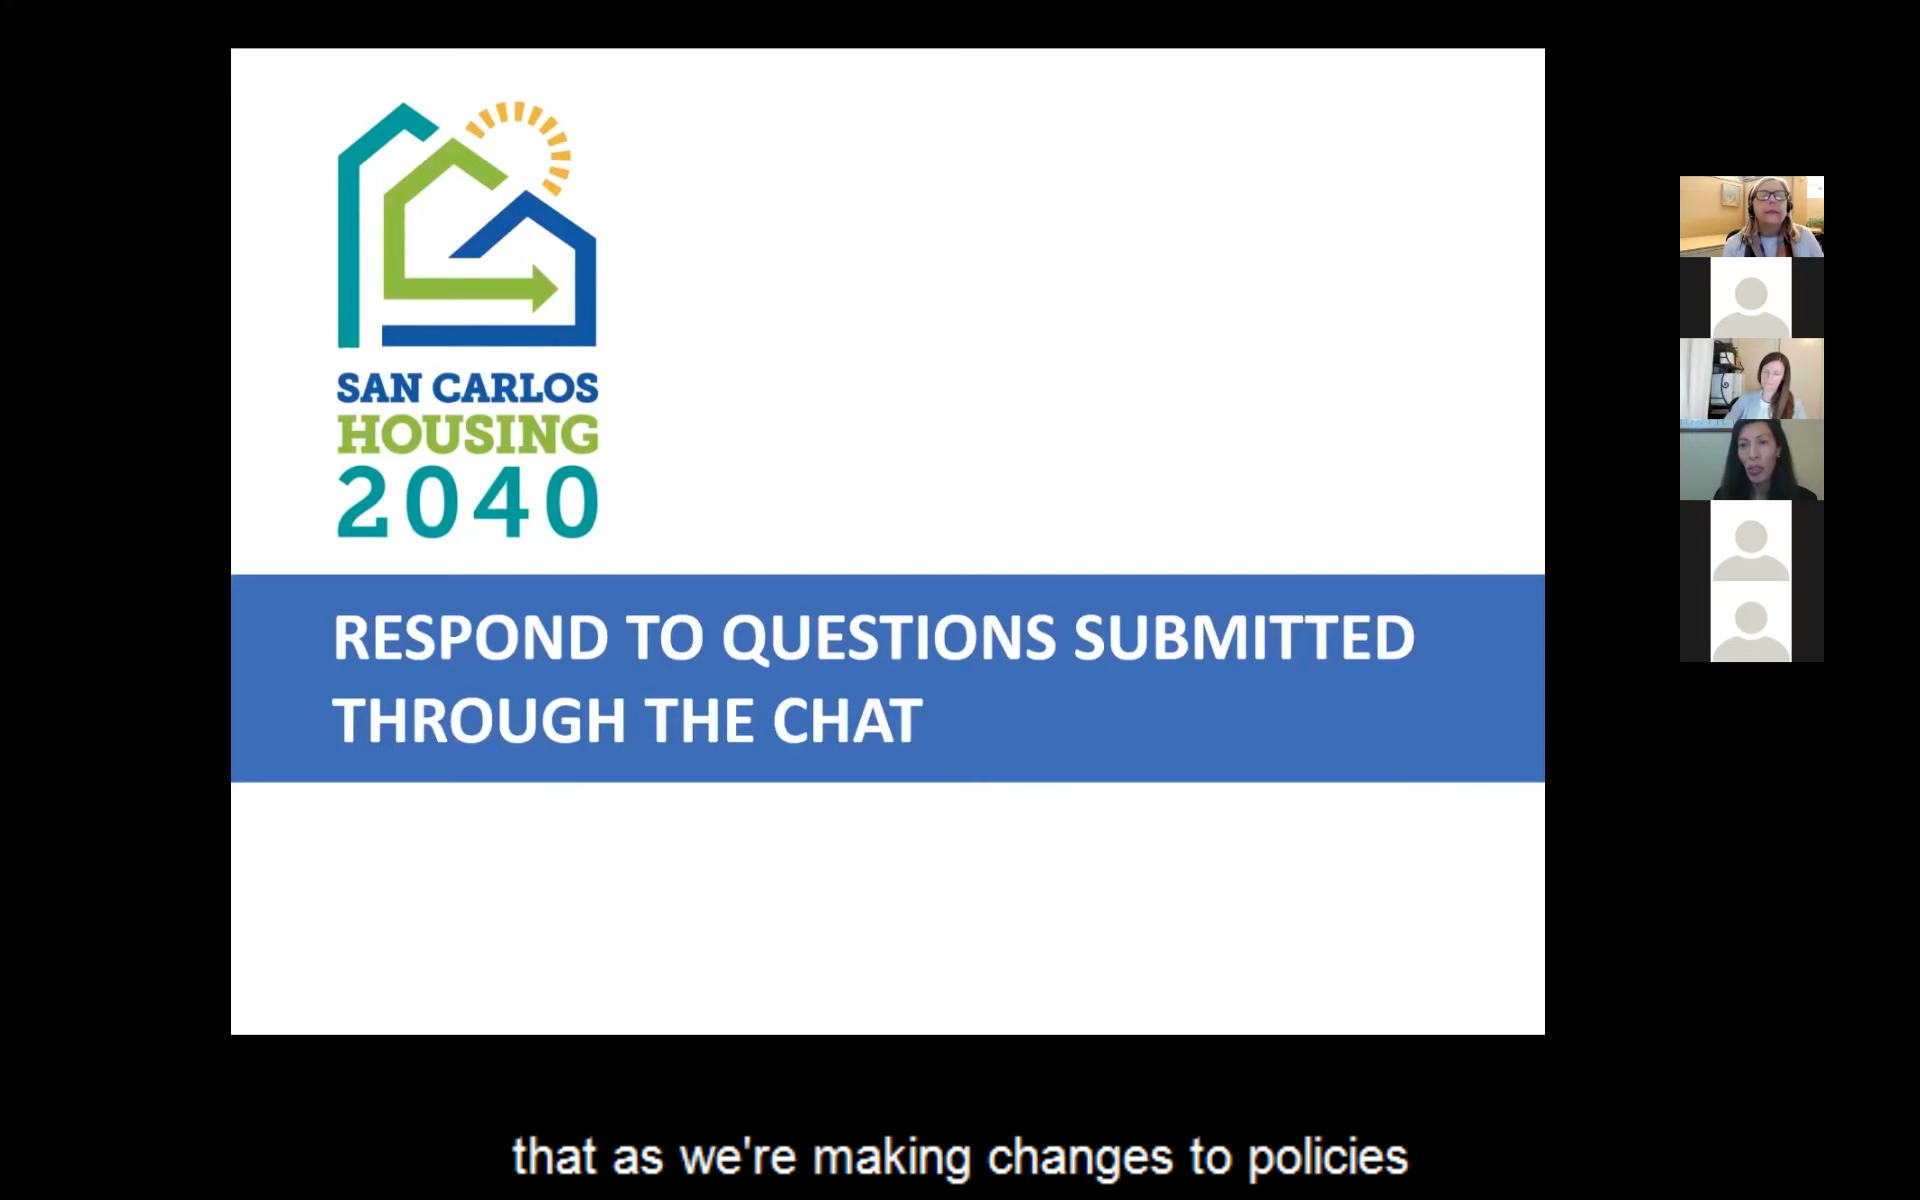 SAN CARLOS
HOUSING
2040
RESPOND TO QUESTIONS SUBMITTED
THROUGH THE CHAT
that as we're making changes to policies